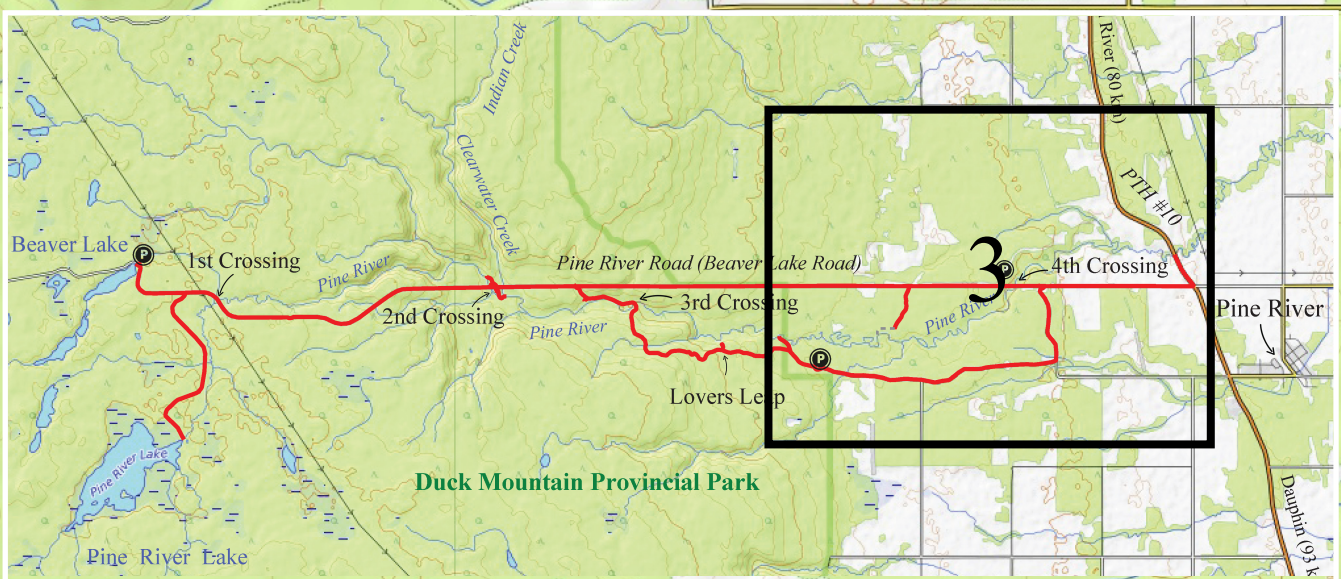 Indian Creek
River (80 km)
Clearwater Creek
PTH #10
Beaver Lake
P
1st Crossing
Pine River
Pine River Road (Beaver Lake Road)
3
P
4th Crossing
2nd Crossing
Pine River
3rd Crossing
Pine River
Pine River
P
Lovers Leap
Pine River Lake
Duck Mountain Provincial Park
Dauphin (93 k
Pine River Lake